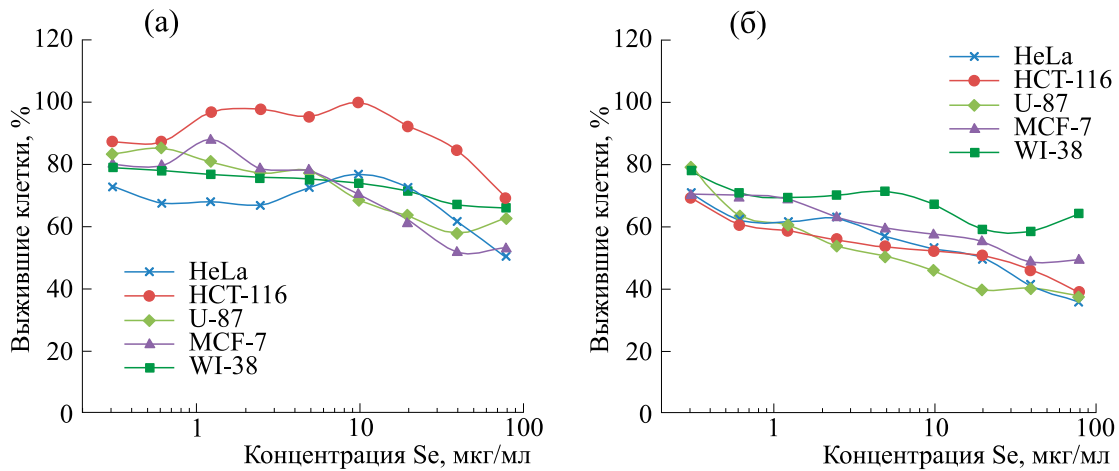 (а)
120
100
80
60
40
20
0
Выжившие клетки, %
HeLa
HCT-116
U-87
MCF-7
WI-38
1
10
100
Концентрация Se, мкг/мл
(б)
120
100
80
60
40
20
0
Выжившие клетки, %
HeLa
HCT-116
U-87
MCF-7
WI-38
1
10
100
Концентрация Se, мкг/мл